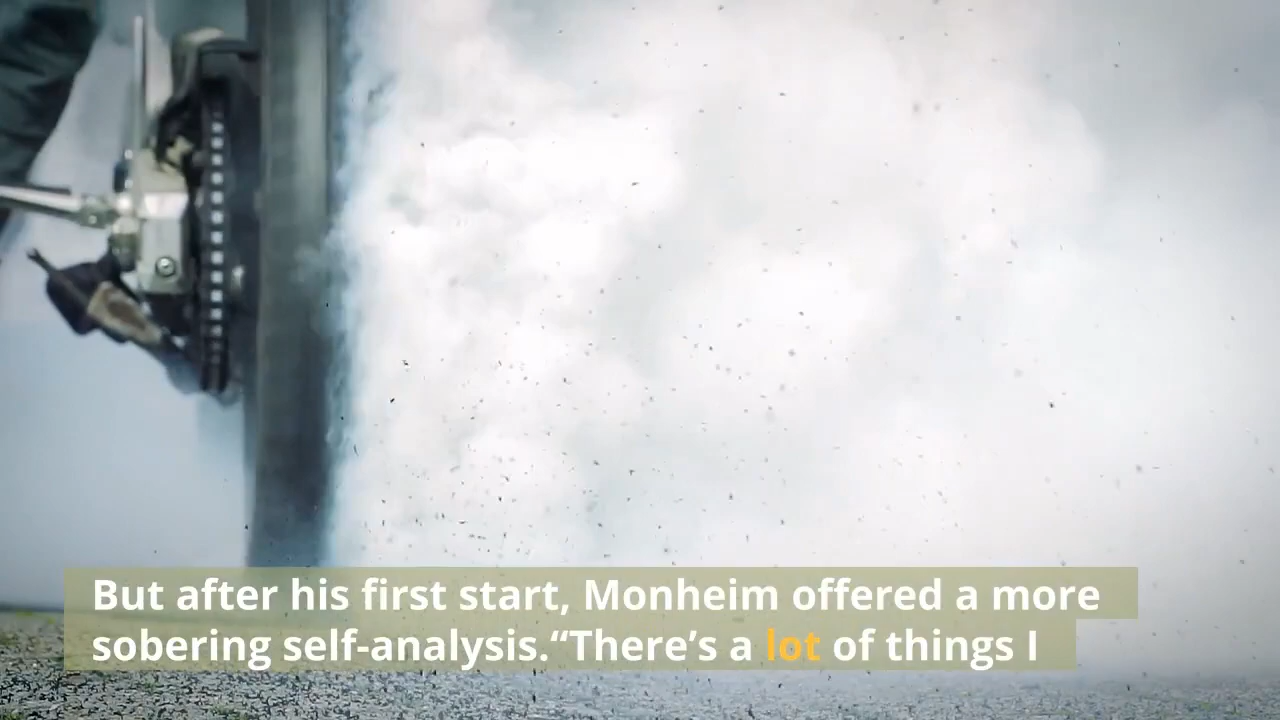 But after his first start, Monheim offered a more
sobering self-analysis.“There’s a lot of things I